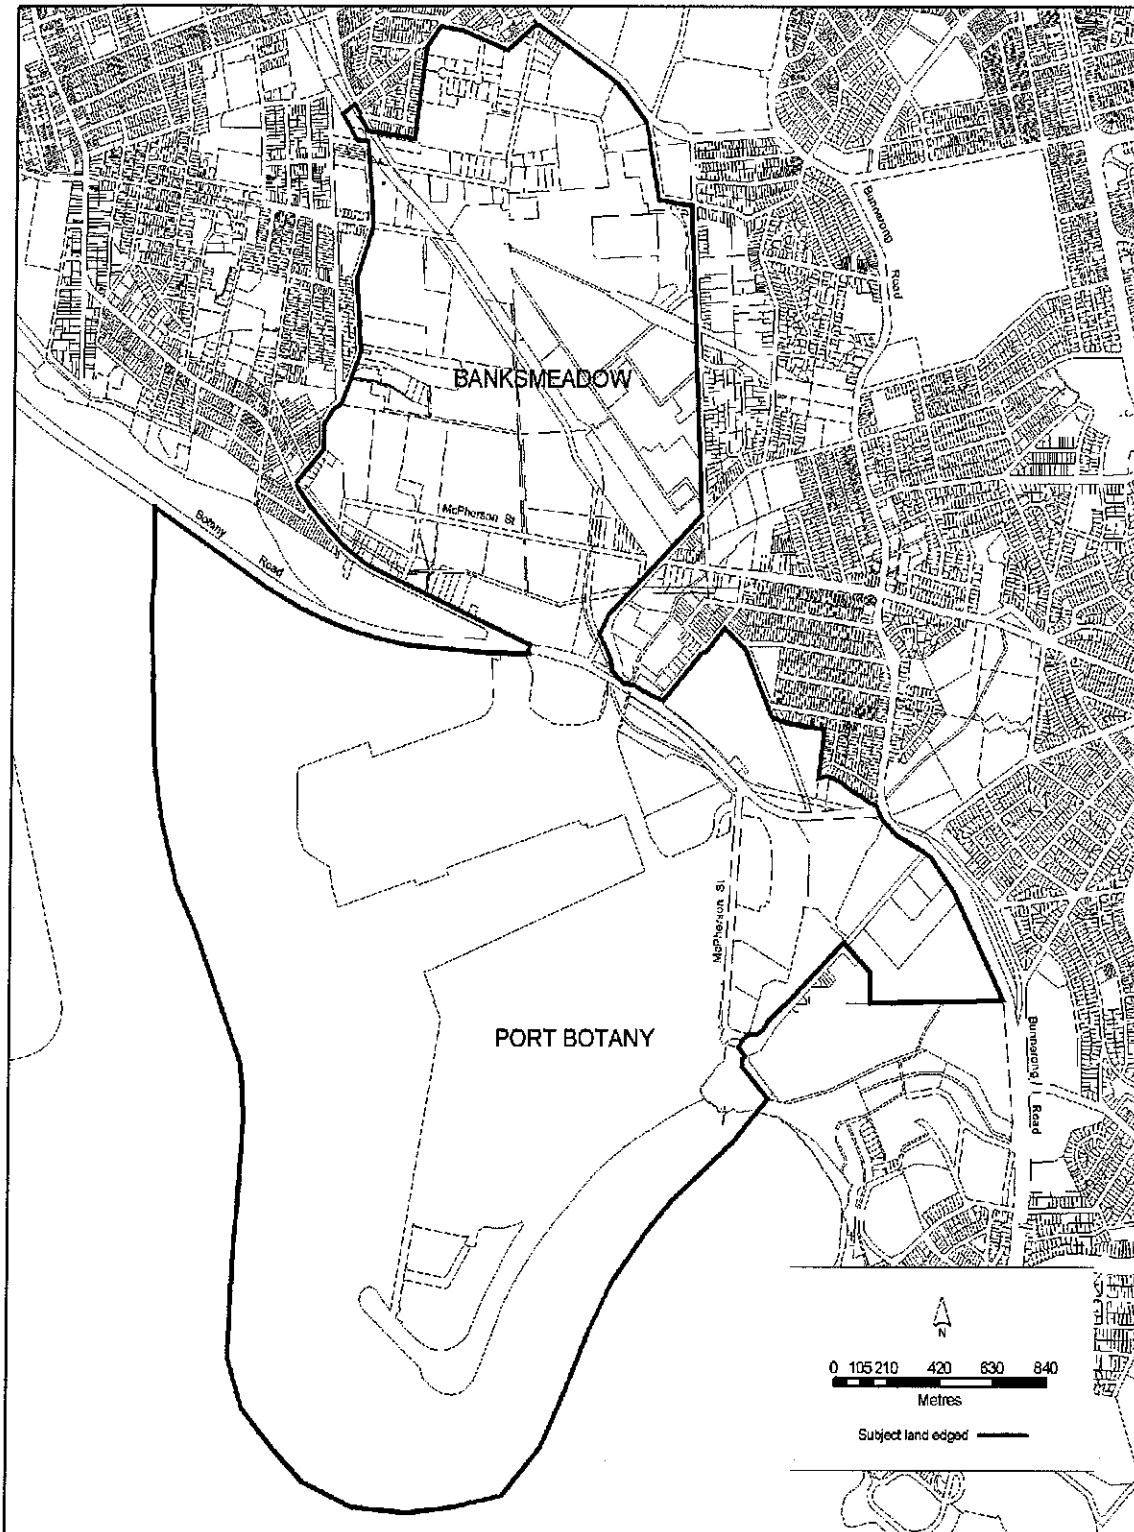 Bunnerong
Road
BANKSMEADOW
McPherson St
Botany
Road
McPherson St
PORT BOTANY
Bunnerong
Road
N
0 105 210 420 630 840
Metres
Subject land edged